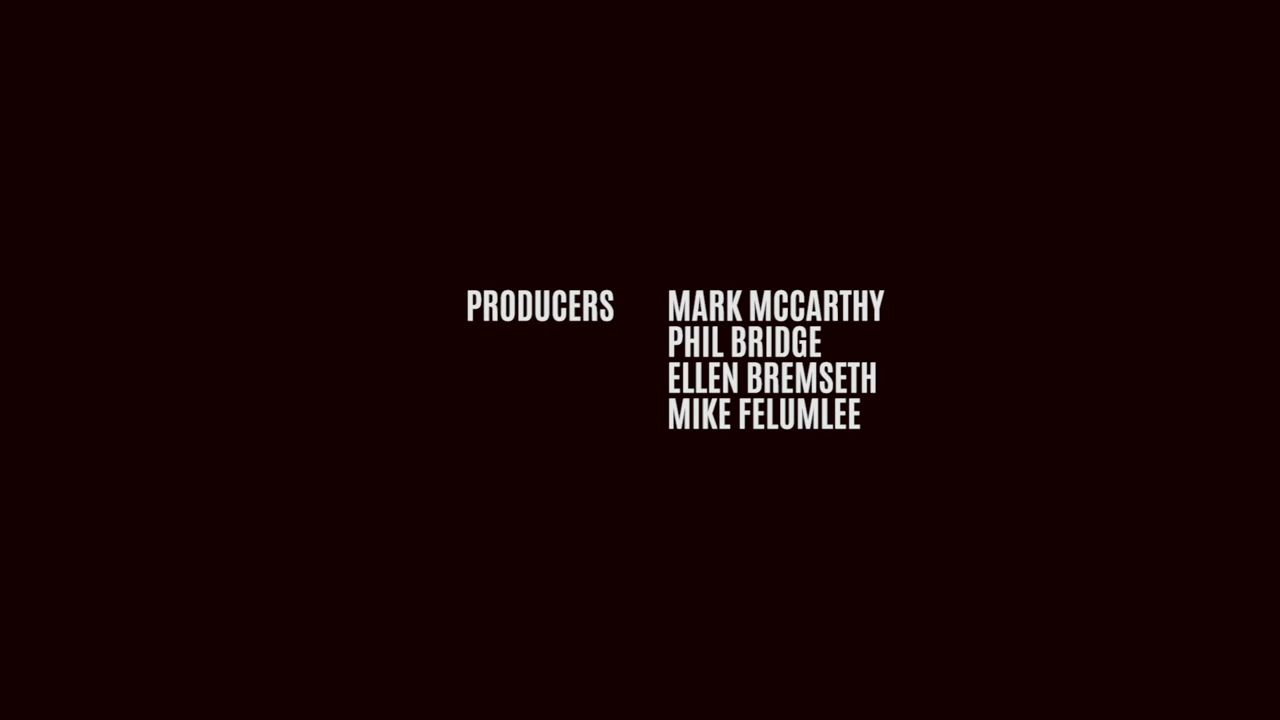 PRODUCERS MARK MCCARTHY
PHIL BRIDGE
ELLEN BREMSETH
MIKE FELUMLEE